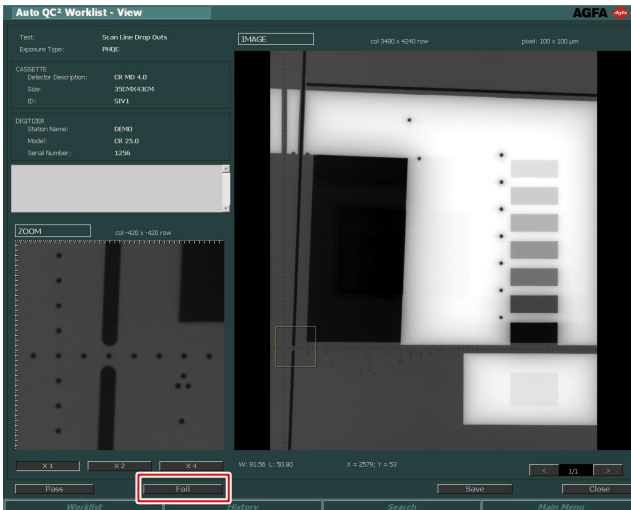 Auto QC² Worklist - View
AGFA
Agfa
Test: Scan Line Drop Outs
Exposure Type: PHQC
CASSETTE
Detector Description: CR MD 4.0
Size: 35CMX43CM
ID: SIV1
DIGITIZER
Station Name: DEMO
Model: CR 25.0
Serial Number: 1256
ZOOM col -420 x -420 row
IMAGE col 3480 x 4240 row pixel: 100 x 100 µm
X 1 X 2 X 4
W: 91.56 L: 50.80 X = 2579; Y = 53
< 1/1 >
Pass Fail Save Close
Worklist History Search Main Menu